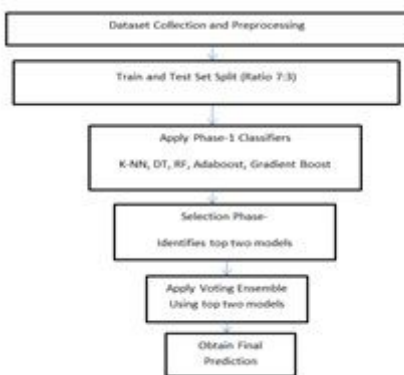 Dataset Collection and Preprocessing
Train and Test Set Split (Ratio 7:3)
Apply Phase-1 Classifiers
K-NN, DT, RF, Adaboost, Gradient Boost
Selection Phase-
Identifies top two models
Apply Voting Ensemble
Using top two models
Obtain Final
Prediction